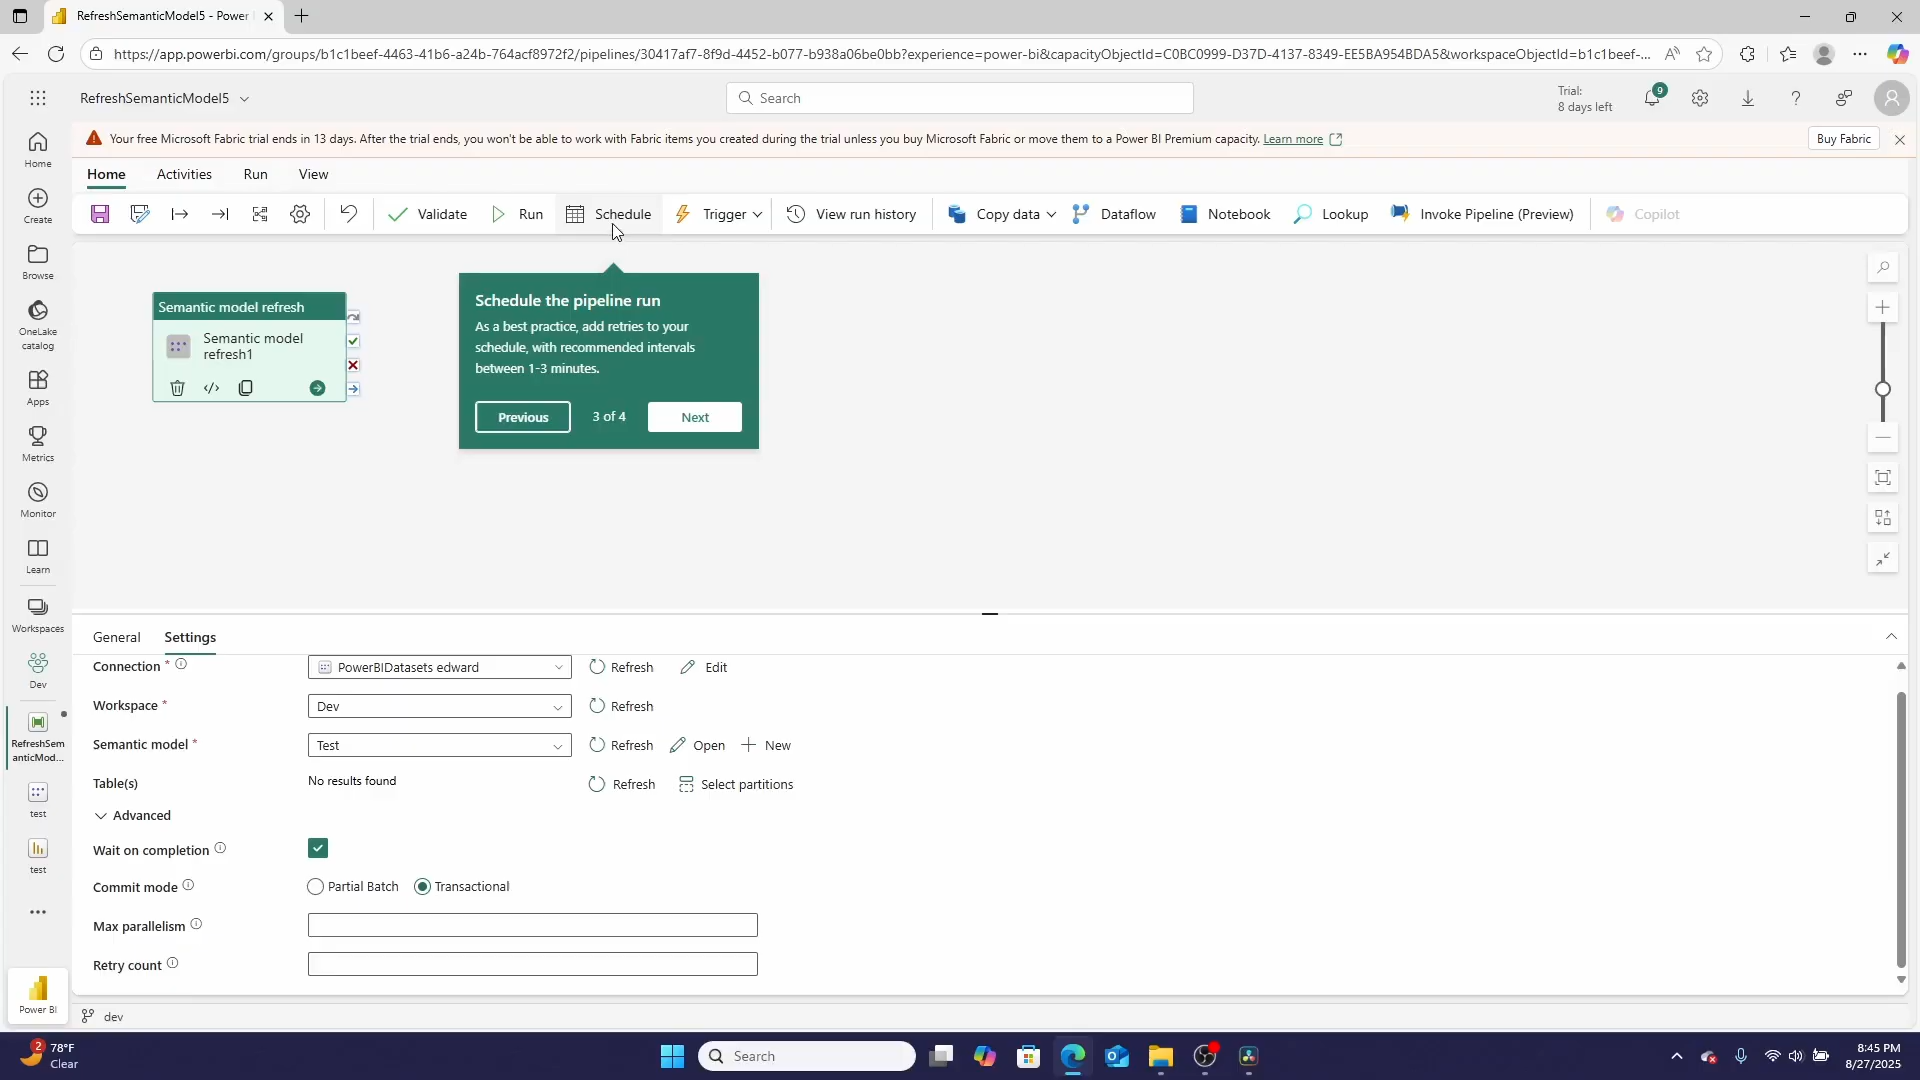 RefreshSemanticModel5 - Power
https://app.powerbi.com/groups/b1c1beef-4463-41b6-a24b-764acf8972f2/pipelines/30417af7-8f9d-4452-b077-b938a06be0bb?experience=power-bi&capacityObjectId=C0BC0999-D37D-4137-8349-EE5BA954BDA5&workspaceObjectId=b1c1beef-...
RefreshSemanticModel5
Search
Trial:
8 days left
9
Your free Microsoft Fabric trial ends in 13 days. After the trial ends, you won't be able to work with Fabric items you created during the trial unless you buy Microsoft Fabric or move them to a Power BI Premium capacity. Learn more
Buy Fabric
Home
Create
Browse
OneLake
catalog
Apps
Metrics
Monitor
Learn
Workspaces
Dev
RefreshSem
anticMod...
test
test
Power BI
Home Activities Run View
Validate Run Schedule Trigger View run history Copy data Dataflow Notebook Lookup Invoke Pipeline (Preview) Copilot
Semantic model refresh
Semantic model
refresh1
Schedule the pipeline run
As a best practice, add retries to your
schedule, with recommended intervals
between 1-3 minutes.
Previous 3 of 4 Next
General Settings
Connection * PowerBIDatasets edward Refresh Edit
Workspace * Dev Refresh
Semantic model * Test Refresh Open New
Table(s) No results found Refresh Select partitions
Advanced
Wait on completion
Commit mode Partial Batch Transactional
Max parallelism
Retry count
dev
2
78°F
Clear
Search
8:45 PM
8/27/2025